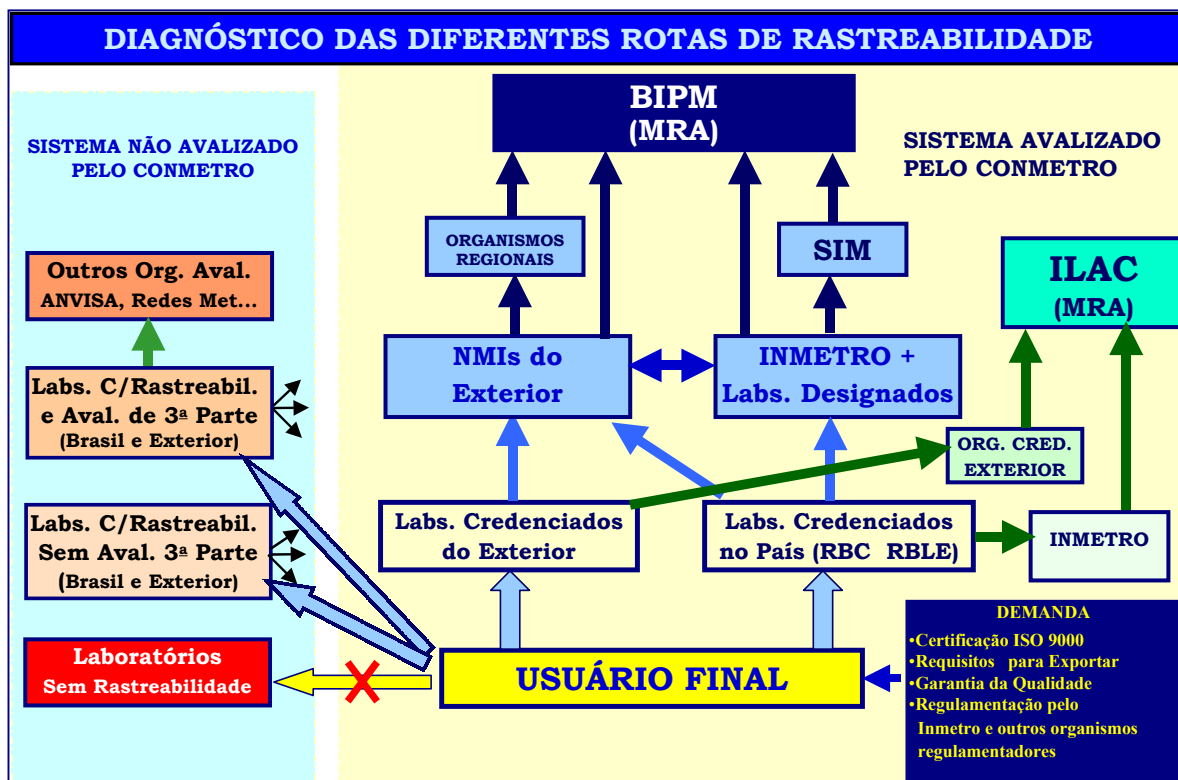 DIAGNÓSTICO DAS DIFERENTES ROTAS DE RASTREABILIDADE
SISTEMA NÃO AVALIZADO
PELO CONMETRO
BIPM
(MRA)
SISTEMA AVALIZADO
PELO CONMETRO
ORGANISMOS
REGIONAIS
SIM
Outros Org. Aval.
ANVISA, Redes Met...
ILAC
(MRA)
NMIs do
Exterior
INMETRO +
Labs. Designados
Labs. C/Rastreabil.
e Aval. de 3ª Parte
(Brasil e Exterior)
ORG. CRED.
EXTERIOR
Labs. C/Rastreabil.
Sem Aval. 3ª Parte
(Brasil e Exterior)
Labs. Credenciados
do Exterior
Labs. Credenciados
no País (RBC RBLE)
INMETRO
Laboratórios
Sem Rastreabilidade
USUÁRIO FINAL
DEMANDA
•Certificação ISO 9000
•Requisitos para Exportar
•Garantia da Qualidade
•Regulamentação pelo
Inmetro e outros organismos
regulamentadores